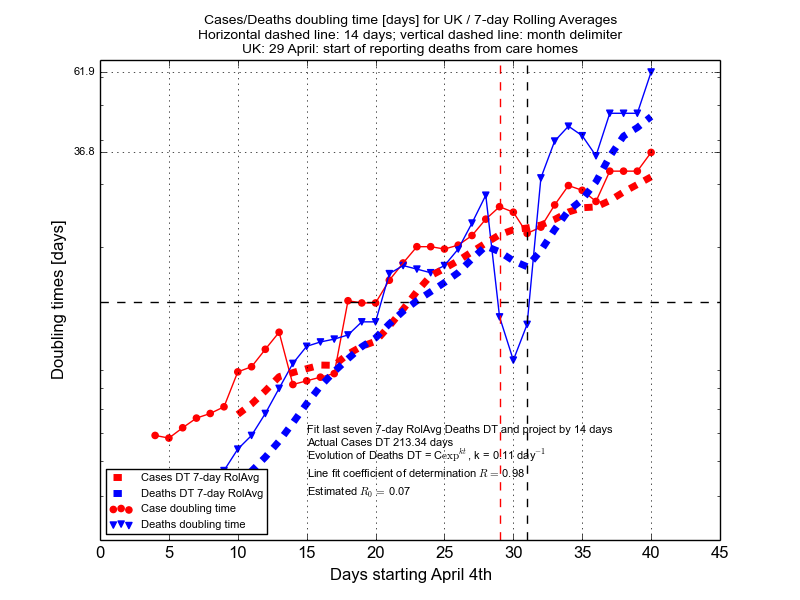 Cases/Deaths doubling time [days] for UK / 7-day Rolling Averages
Horizontal dashed line: 14 days; vertical dashed line: month delimiter
UK: 29 April: start of reporting deaths from care homes
61.9
36.8
Doubling times [days]
Fit last seven 7-day RolAvg Deaths DT and project by 14 days
Actual Cases DT 213.34 days
Evolution of Deaths DT = C exp^{kt}, k = 0.11 day^{-1}
Line fit coefficient of determination R = 0.98
Estimated R_0 = 0.07
Cases DT 7-day RolAvg
Deaths DT 7-day RolAvg
Case doubling time
Deaths doubling time
0 5 10 15 20 25 30 35 40 45
Days starting April 4th